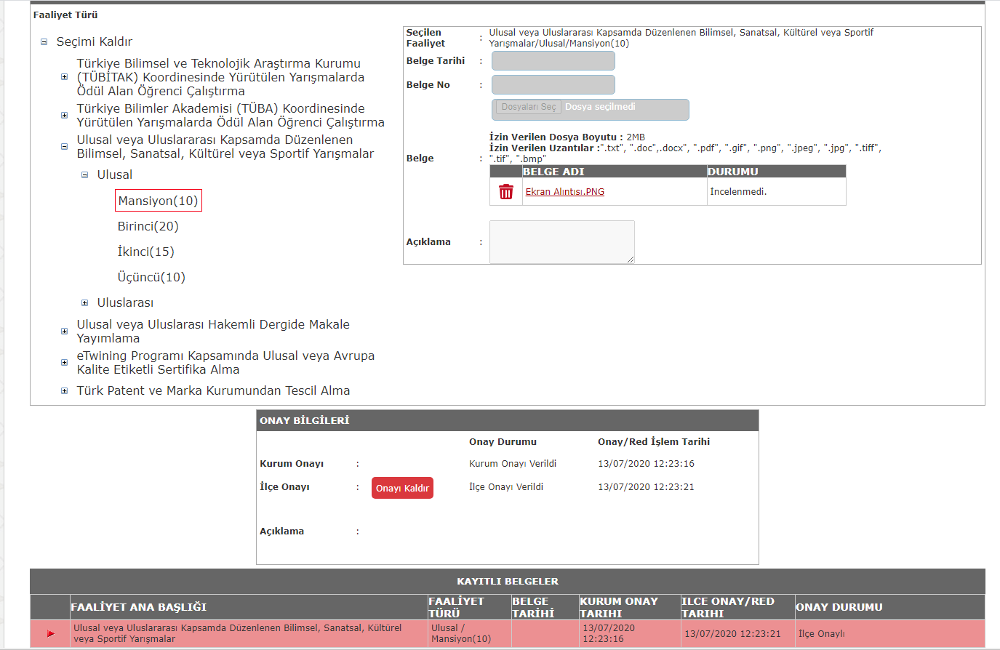 Faaliyet Türü
Seçimi Kaldır
Türkiye Bilimsel ve Teknolojik Araştırma Kurumu
(TÜBİTAK) Koordinesinde Yürütülen Yarışmalarda
Ödül Alan Öğrenci Çalıştırma
Türkiye Bilimler Akademisi (TÜBA) Koordinesinde
Yürütülen Yarışmalarda Ödül Alan Öğrenci Çalıştırma
Ulusal veya Uluslararası Kapsamda Düzenlenen
Bilimsel, Sanatsal, Kültürel veya Sportif Yarışmalar
Ulusal
Mansiyon(10)
Birinci(20)
İkinci(15)
Üçüncü(10)
Uluslarası
Ulusal veya Uluslarası Hakemli Dergide Makale
Yayımlama
eTwining Programı Kapsamında Ulusal veya Avrupa
Kalite Etiketli Sertifika Alma
Türk Patent ve Marka Kurumundan Tescil Alma
Seçilen
Faaliyet
:
Ulusal veya Uluslararası Kapsamda Düzenlenen Bilimsel, Sanatsal, Kültürel veya Sportif
Yarışmalar/Ulusal/Mansiyon(10)
Belge Tarihi :
Belge No :
Dosyaları Seç Dosya seçilmedi
İzin Verilen Dosya Boyutu : 2MB
İzin Verilen Uzantılar :".txt", ".doc",.docx", ".pdf", ".gif", ".png", ".jpeg", ".jpg", ".tiff",
".tif", ".bmp"
Belge :
BELGE ADI DURUMU
Ekran Alıntısı.PNG İncelenmedi.
Açıklama :
ONAY BİLGİLERİ
Onay Durumu Onay/Red İşlem Tarihi
Kurum Onayı : Kurum Onayı Verildi 13/07/2020 12:23:16
İlçe Onayı : Onayı Kaldır İlçe Onayı Verildi 13/07/2020 12:23:21
Açıklama :
KAYITLI BELGELER
FAALİYET ANA BAŞLIĞI
FAALİYET
TÜRÜ
BELGE
TARİHİ
KURUM ONAY
TARIHI
ILCE ONAY/RED
TARIHI
ONAY DURUMU
Ulusal veya Uluslararası Kapsamda Düzenlenen Bilimsel, Sanatsal, Kültürel
veya Sportif Yarışmalar
Ulusal /
Mansiyon(10)
13/07/2020
12:23:16
13/07/2020 12:23:21
İlçe Onaylı